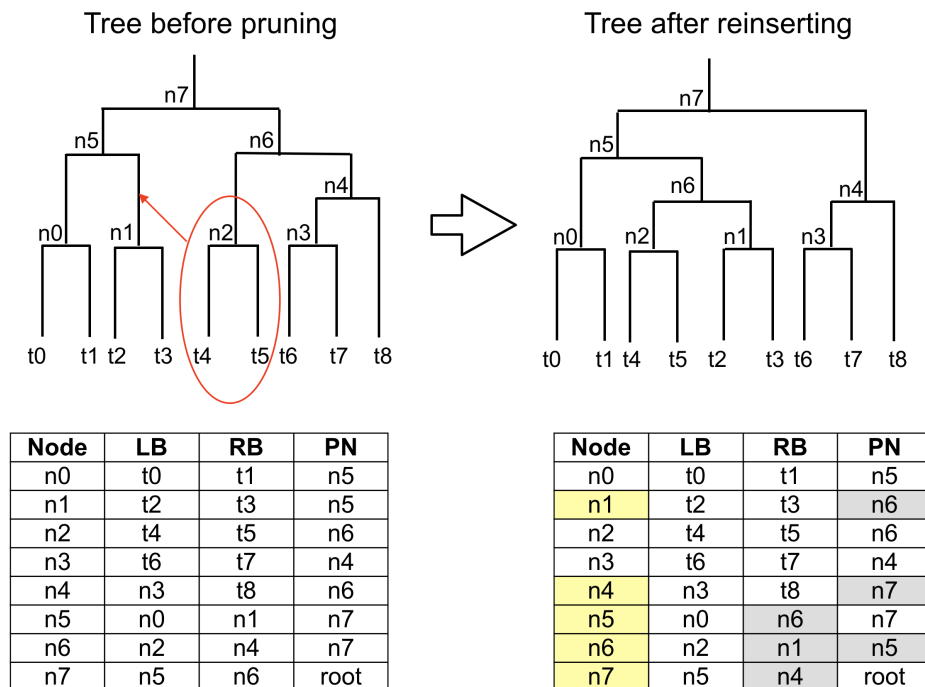 Tree before pruning
n7
n5
n6
n4
n0
n1
n2
n3
t0 t1 t2 t3 t4 t5 t6 t7 t8
Node LB RB PN
n0 t0 t1 n5
n1 t2 t3 n5
n2 t4 t5 n6
n3 t6 t7 n4
n4 n3 t8 n6
n5 n0 n1 n7
n6 n2 n4 n7
n7 n5 n6 root
Tree after reinserting
n7
n5
n6
n4
n0
n2
n1
n3
t0 t1 t4 t5 t2 t3 t6 t7 t8
Node LB RB PN
n0 t0 t1 n5
n1 t2 t3 n6
n2 t4 t5 n6
n3 t6 t7 n4
n4 n3 t8 n7
n5 n0 n6 n7
n6 n2 n1 n5
n7 n5 n4 root